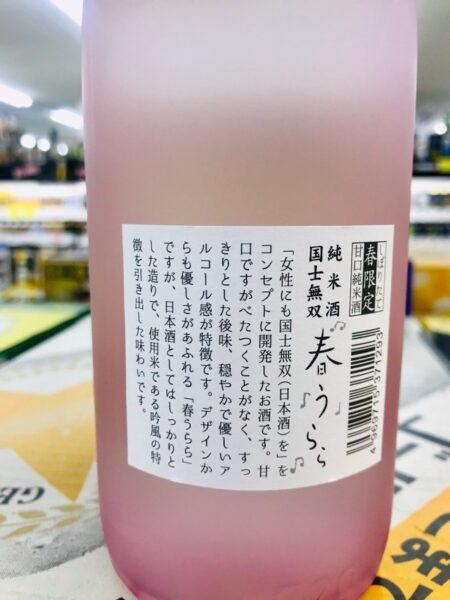 しぼりたて
春限定
甘口純米酒
4965715371293
純米酒
国士無双
春うらら
「女性にも国士無双(日本酒)を」を
コンセプトに開発したお酒です。甘
口ですがべたつくことがなく、すっ
きりとした後味、穏やかで優しいア
ルコール感が特徴です。デザインか
らも優しさがあふれる「春うらら」
ですが、日本酒としてはしっかりと
した造りで、使用米である吟風の特
徴を引き出した味わいです。
GE